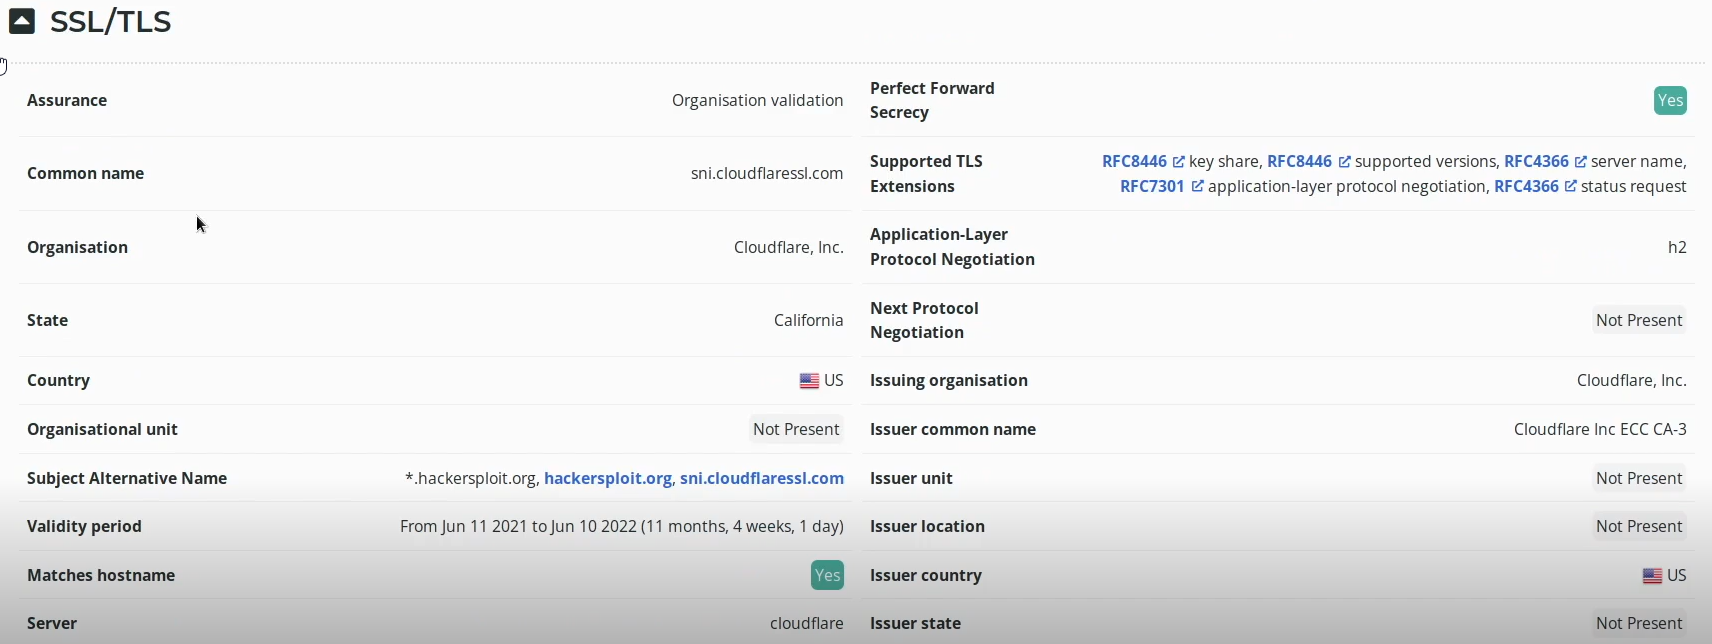 SSL/TLS
Assurance Organisation validation
Common name sni.cloudflaressl.com
Organisation Cloudflare, Inc.
State California
Country US
Organisational unit Not Present
Subject Alternative Name *.hackersploit.org, hackersploit.org, sni.cloudflaressl.com
Validity period From Jun 11 2021 to Jun 10 2022 (11 months, 4 weeks, 1 day)
Matches hostname Yes
Server cloudflare
Perfect Forward
Secrecy Yes
Supported TLS RFC8446 key share, RFC8446 supported versions, RFC4366 server name,
Extensions RFC7301 application-layer protocol negotiation, RFC4366 status request
Application-Layer
Protocol Negotiation h2
Next Protocol
Negotiation Not Present
Issuing organisation Cloudflare, Inc.
Issuer common name Cloudflare Inc ECC CA-3
Issuer unit Not Present
Issuer location Not Present
Issuer country US
Issuer state Not Present